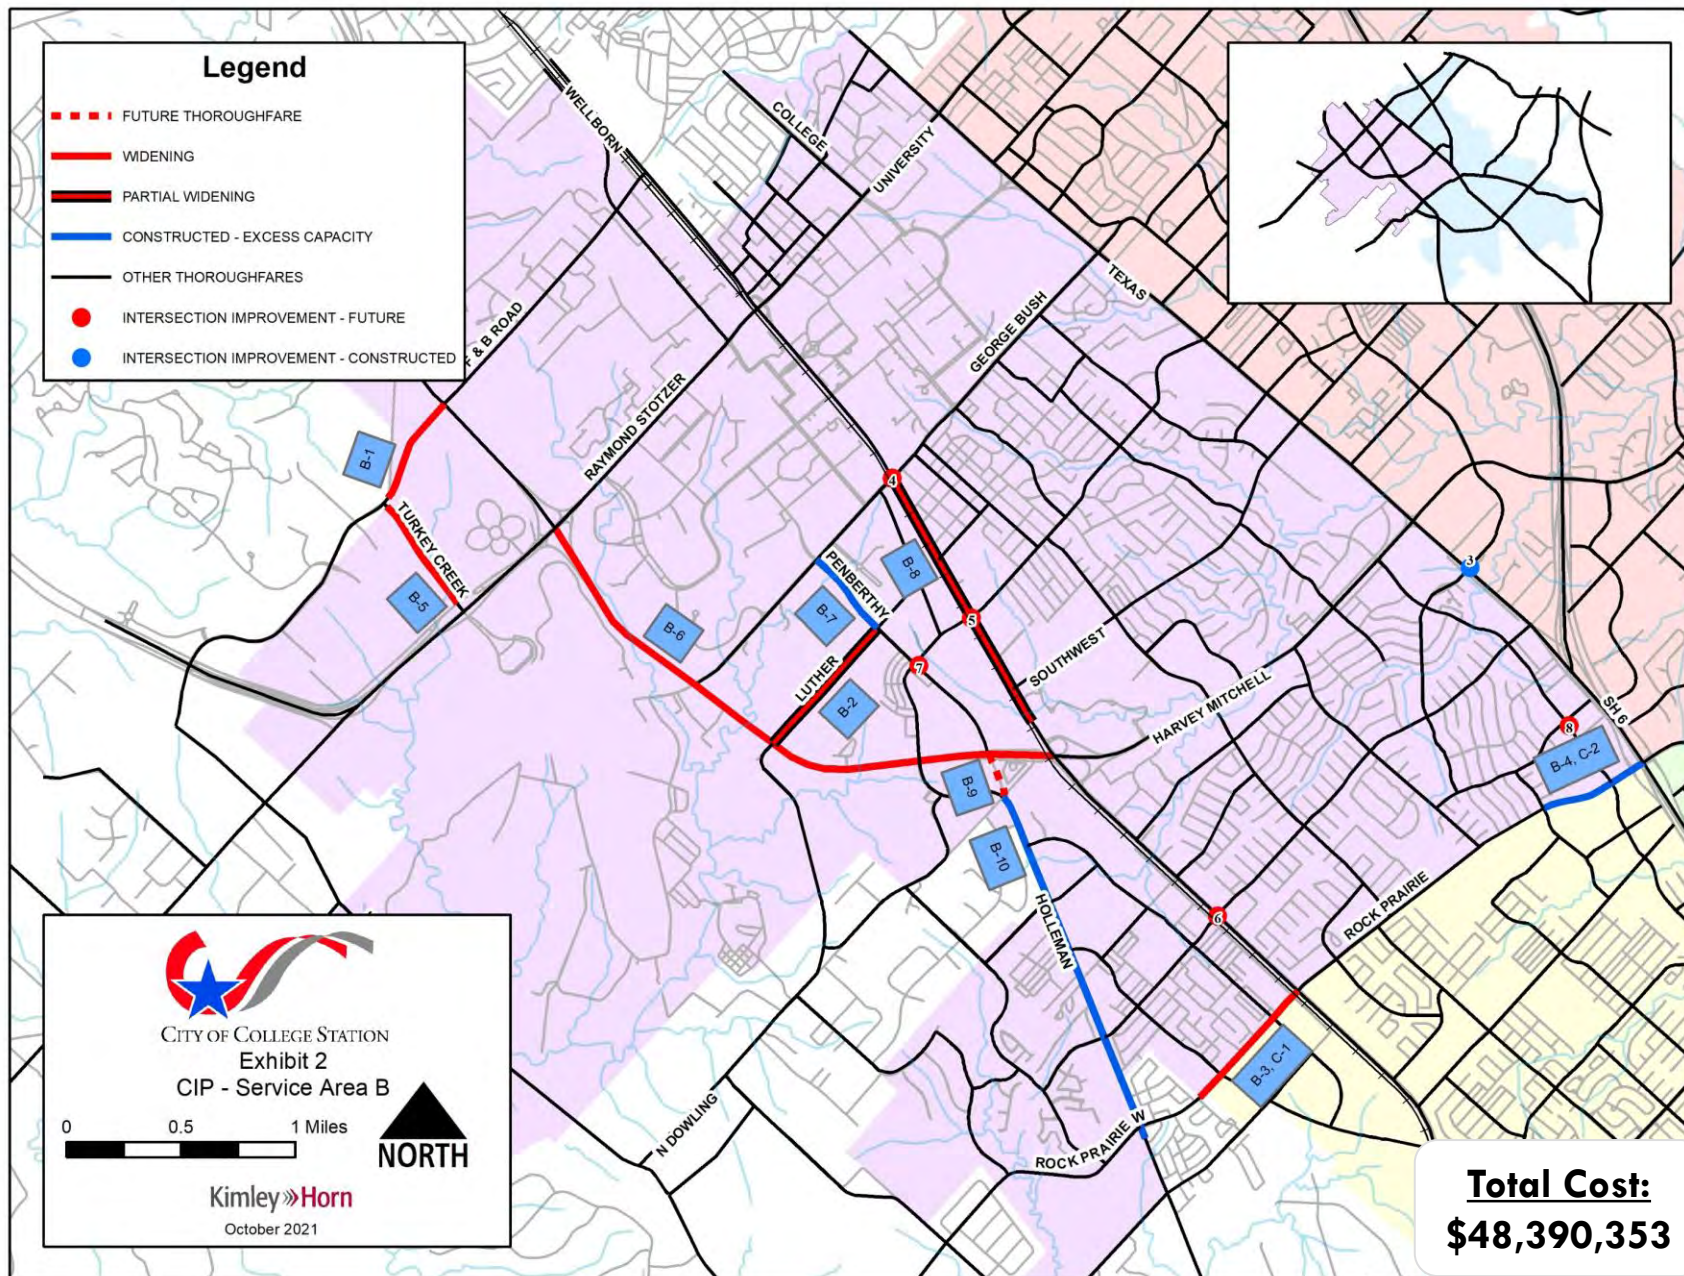 Legend
FUTURE THOROUGHFARE
WIDENING
PARTIAL WIDENING
CONSTRUCTED - EXCESS CAPACITY
OTHER THOROUGHFARES
INTERSECTION IMPROVEMENT - FUTURE
INTERSECTION IMPROVEMENT - CONSTRUCTED
WELLBORN
COLLEGE
UNIVERSITY
TEXAS
GEORGE BUSH
F & B ROAD
RAYMOND STOTZER
B-1
TURKEY CREEK
B-5
B-6
PENBERTHY
B-7
B-8
4
5
3
LUTHER
B-2
7
SOUTHWEST
HARVEY MITCHELL
SH 6
8
B-4, C-2
B-9
B-10
HOLLEMAN
6
ROCK PRAIRIE
B-3, C-1
N DOWLING
ROCK PRAIRIE W
CITY OF COLLEGE STATION
Exhibit 2
CIP - Service Area B
0 0.5 1 Miles
NORTH
Kimley»Horn
October 2021
Total Cost:
$48,390,353